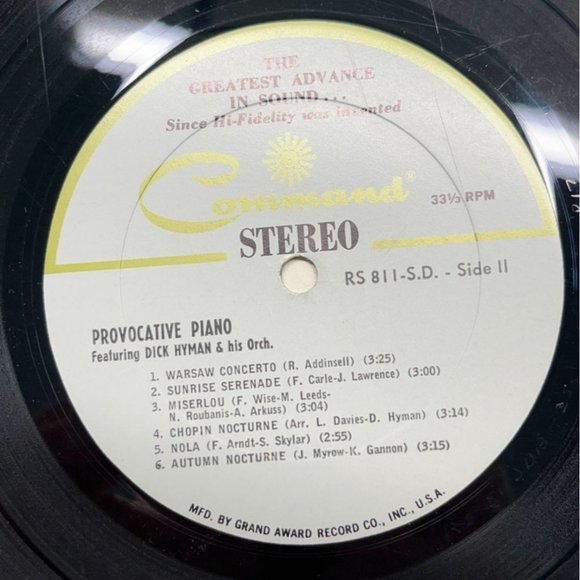 THE
GREATEST ADVANCE
IN SOUND...
Since Hi-Fidelity was invented
Command®
33⅓ RPM
STEREO
RS 811-S.D. - Side II
PROVOCATIVE PIANO
Featuring DICK HYMAN & his Orch.
1. WARSAW CONCERTO (R. Addinsell) (3:25)
2. SUNRISE SERENADE (F. Carle-J. Lawrence) (3:00)
3. MISERLOU (F. Wise-M. Leeds-
N. Roubanis-A. Arkuss) (3:04)
4. CHOPIN NOCTURNE (Arr. L. Davies-D. Hyman) (3:14)
5. NOLA (F. Arndt-S. Skylar) (2:55)
6. AUTUMN NOCTURNE (J. Myrow-K. Gannon) (3:15)
MFD. BY GRAND AWARD RECORD CO., INC., U.S.A.